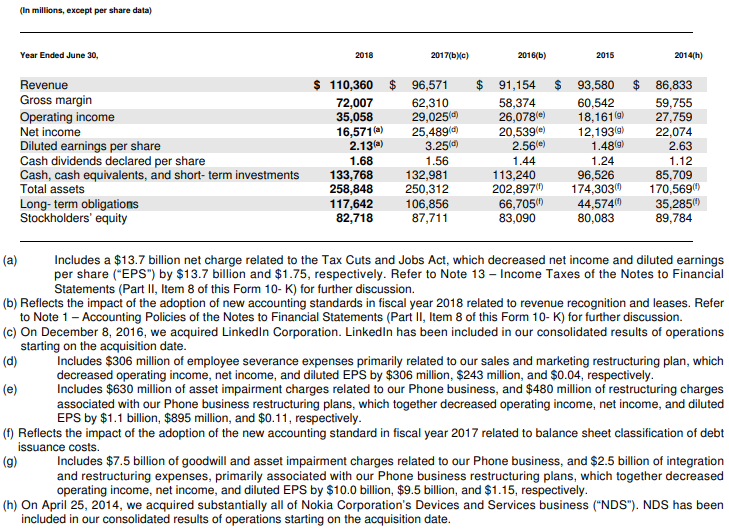 (In millions, except per share data)
Year Ended June 30, 2018 2017(b)(c) 2016(b) 2015 2014(h)
Revenue $ 110,360 $ 96,571 $ 91,154 $ 93,580 $ 86,833
Gross margin 72,007 62,310 58,374 60,542 59,755
Operating income 35,058 29,025(d) 26,078(e) 18,161(g) 27,759
Net income 16,571(a) 25,489(d) 20,539(e) 12,193(g) 22,074
Diluted earnings per share 2.13(a) 3.25(d) 2.56(e) 1.48(g) 2.63
Cash dividends declared per share 1.68 1.56 1.44 1.24 1.12
Cash, cash equivalents, and short- term investments 133,768 132,981 113,240 96,526 85,709
Total assets 258,848 250,312 202,897(f) 174,303(f) 170,569(f)
Long- term obligations 117,642 106,856 66,705(f) 44,574(f) 35,285(f)
Stockholders' equity 82,718 87,711 83,090 80,083 89,784
(a) Includes a $13.7 billion net charge related to the Tax Cuts and Jobs Act, which decreased net income and diluted earnings
per share ("EPS") by $13.7 billion and $1.75, respectively. Refer to Note 13 – Income Taxes of the Notes to Financial
Statements (Part II, Item 8 of this Form 10- K) for further discussion.
(b) Reflects the impact of the adoption of new accounting standards in fiscal year 2018 related to revenue recognition and leases. Refer
to Note 1 – Accounting Policies of the Notes to Financial Statements (Part II, Item 8 of this Form 10- K) for further discussion.
(c) On December 8, 2016, we acquired LinkedIn Corporation. LinkedIn has been included in our consolidated results of operations
starting on the acquisition date.
(d) Includes $306 million of employee severance expenses primarily related to our sales and marketing restructuring plan, which
decreased operating income, net income, and diluted EPS by $306 million, $243 million, and $0.04, respectively.
(e) Includes $630 million of asset impairment charges related to our Phone business, and $480 million of restructuring charges
associated with our Phone business restructuring plans, which together decreased operating income, net income, and diluted
EPS by $1.1 billion, $895 million, and $0.11, respectively.
(f) Reflects the impact of the adoption of the new accounting standard in fiscal year 2017 related to balance sheet classification of debt
issuance costs.
(g) Includes $7.5 billion of goodwill and asset impairment charges related to our Phone business, and $2.5 billion of integration
and restructuring expenses, primarily associated with our Phone business restructuring plans, which together decreased
operating income, net income, and diluted EPS by $10.0 billion, $9.5 billion, and $1.15, respectively.
(h) On April 25, 2014, we acquired substantially all of Nokia Corporation's Devices and Services business ("NDS"). NDS has been
included in our consolidated results of operations starting on the acquisition date.